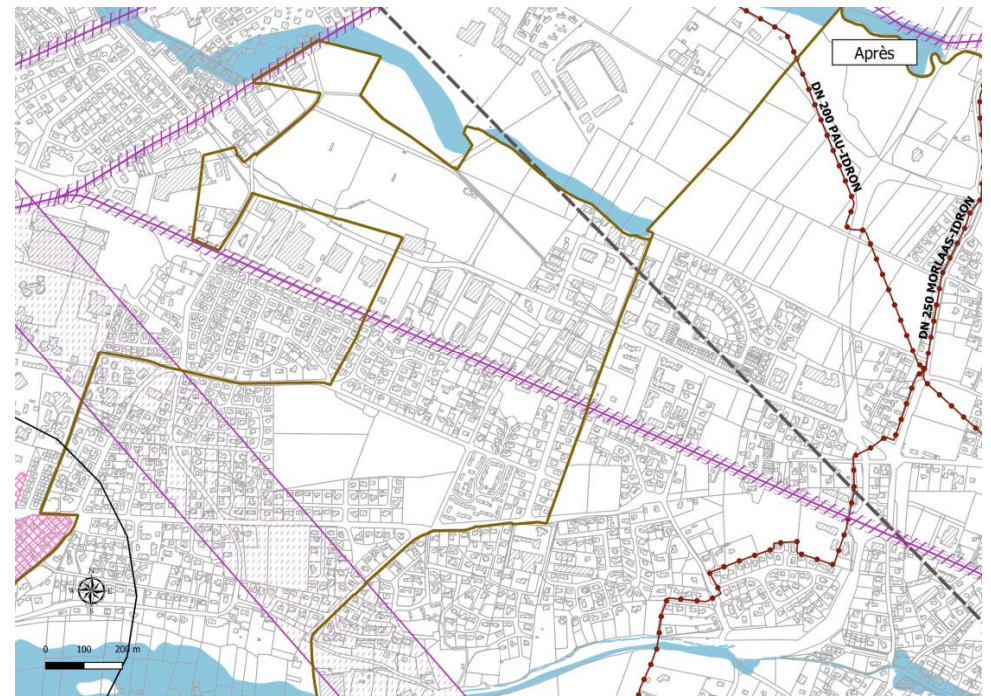 Après
DN 200 PAU-IDRON
DN 250 MORLAAS-IDRON
N
W E
S
0 100 200 m